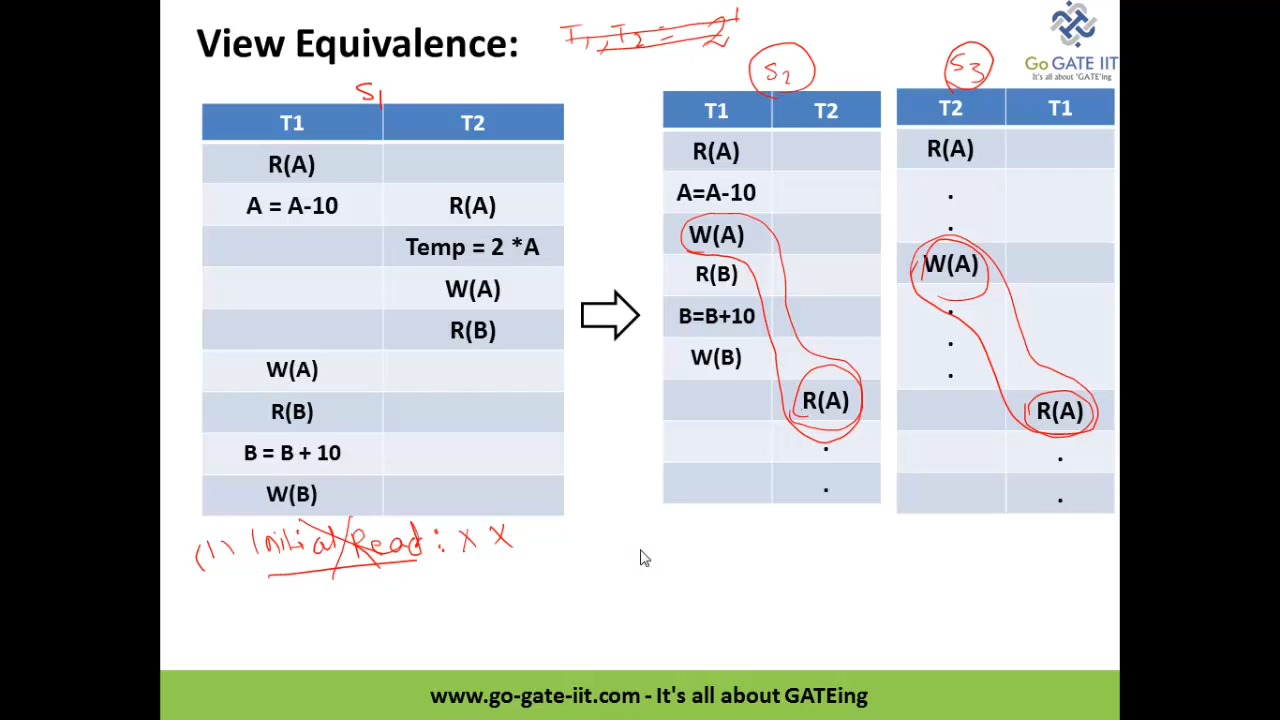 View Equivalence:
T1, T2 = 2!
Go GATE IIT
It's all about 'GATE'ing
S1
S2
S3
T1 T2
R(A)
A = A-10 R(A)
Temp = 2 *A
W(A)
R(B)
W(A)
R(B)
B = B + 10
W(B)
T1 T2
R(A)
A=A-10
W(A)
R(B)
B=B+10
W(B)
R(A)
.
.
T2 T1
R(A)
.
.
W(A)
.
.
.
R(A)
.
.
(1) Initial Read : X X
www.go-gate-iit.com - It's all about GATEing